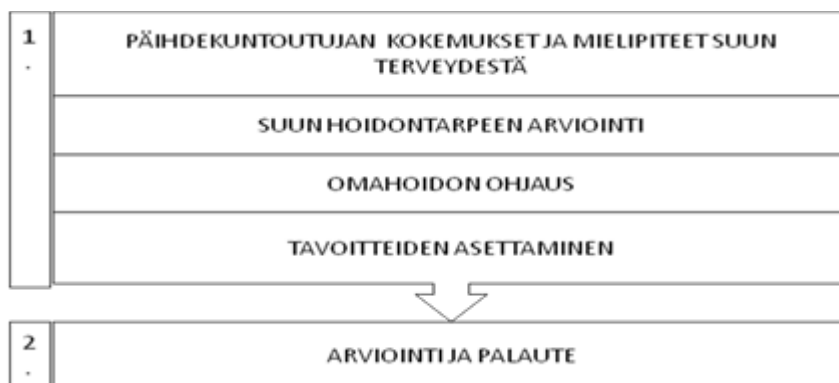 1.
PÄIHDEKUNTOUTUJAN KOKEMUKSET JA MIELIPITEET SUUN
TERVEYDESTÄ
SUUN HOIDONTARPEEN ARVIOINTI
OMAHOIDON OHJAUS
TAVOITTEIDEN ASETTAMINEN
2.
ARVIOINTI JA PALAUTE